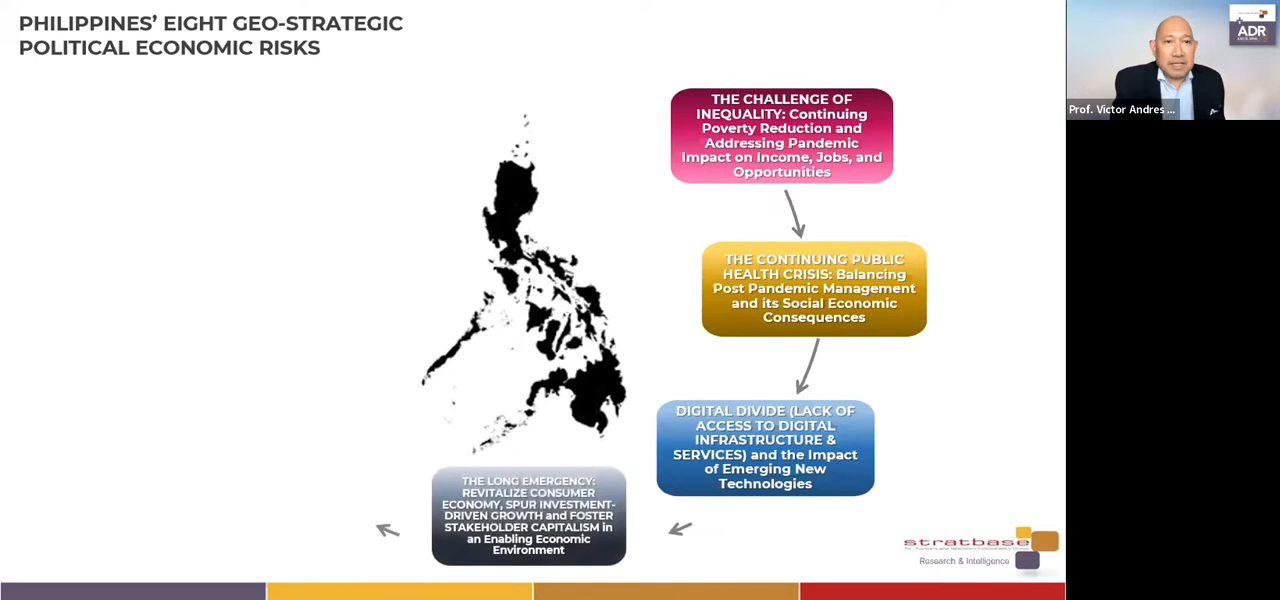 PHILIPPINES’ EIGHT GEO-STRATEGIC
POLITICAL ECONOMIC RISKS
THE CHALLENGE OF
INEQUALITY: Continuing
Poverty Reduction and
Addressing Pandemic
Impact on Income, Jobs, and
Opportunities
THE CONTINUING PUBLIC
HEALTH CRISIS: Balancing
Post Pandemic Management
and its Social Economic
Consequences
DIGITAL DIVIDE (LACK OF
ACCESS TO DIGITAL
INFRASTRUCTURE &
SERVICES) and the Impact
of Emerging New
Technologies
THE LONG EMERGENCY:
REVITALIZE CONSUMER
ECONOMY, SPUR INVESTMENT-
DRIVEN GROWTH and FOSTER
STAKEHOLDER CAPITALISM in
an Enabling Economic
Environment
stratbase
Research & Intelligence
ADR
Prof. Victor Andres ...